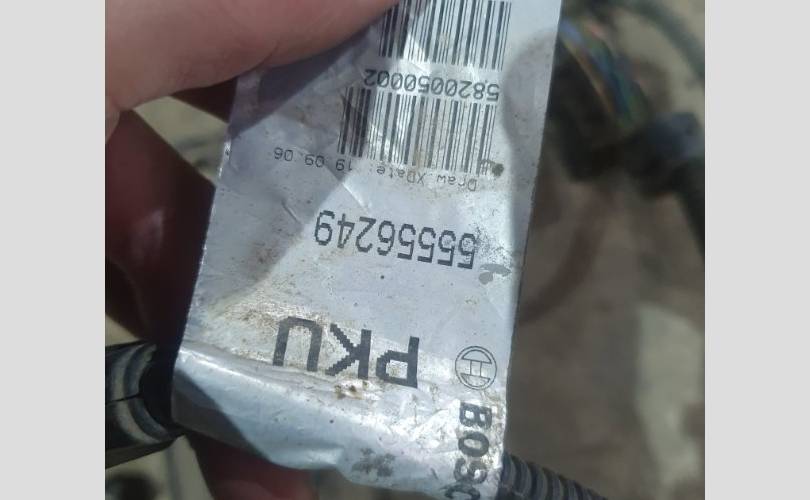 BOSC
PKU
55556249
Draw XDate: 19 09 06
5820050002